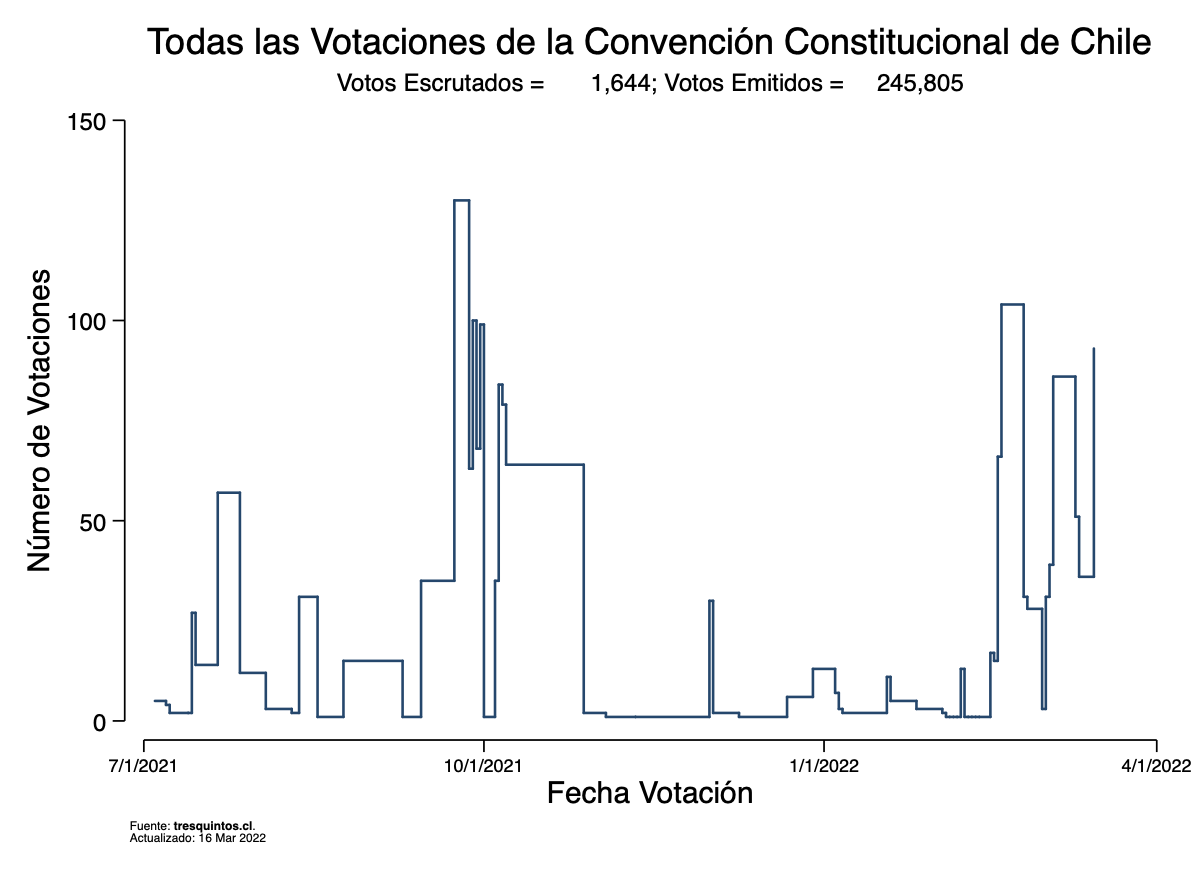 Todas las Votaciones de la Convención Constitucional de Chile
Votos Escrutados = 1,644; Votos Emitidos = 245,805
150
100
50
0
Número de Votaciones
7/1/2021 10/1/2021 1/1/2022 4/1/2022
Fecha Votación
Fuente: tresquintos.cl.
Actualizado: 16 Mar 2022